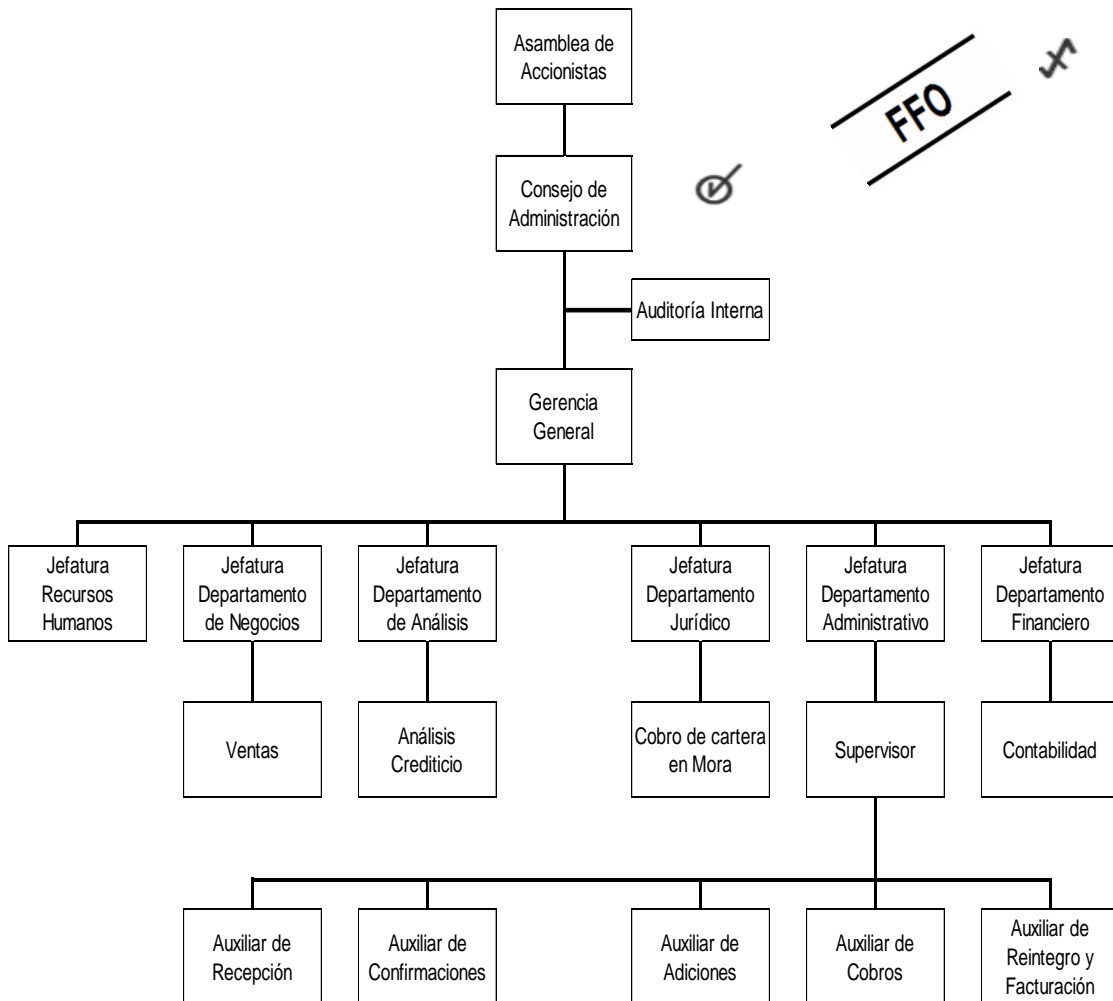 Asamblea de
Accionistas
FFO
Consejo de
Administración
Auditoría Interna
Gerencia
General
Jefatura
Recursos
Humanos
Jefatura
Departamento
de Negocios
Jefatura
Departamento
de Análisis
Jefatura
Departamento
Jurídico
Jefatura
Departamento
Administrativo
Jefatura
Departamento
Financiero
Ventas
Análisis
Crediticio
Cobro de cartera
en Mora
Supervisor
Contabilidad
Auxiliar de
Recepción
Auxiliar de
Confirmaciones
Auxiliar de
Adiciones
Auxiliar de
Cobros
Auxiliar de
Reintegro y
Facturación